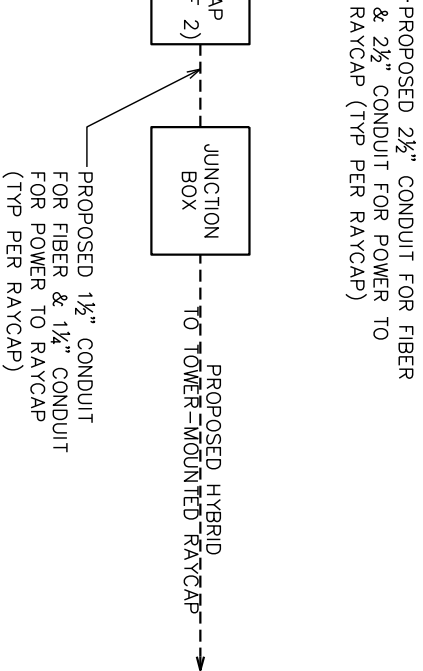 PROPOSED 2½" CONDUIT FOR FIBER
& 2½" CONDUIT FOR POWER TO
RAYCAP (TYP PER RAYCAP)
2)
JUNCTION
BOX
PROPOSED HYBRID
TO TOWER-MOUNTED RAYCAP
PROPOSED 1½" CONDUIT
FOR FIBER & 1¼" CONDUIT
FOR POWER TO RAYCAP
(TYP PER RAYCAP)